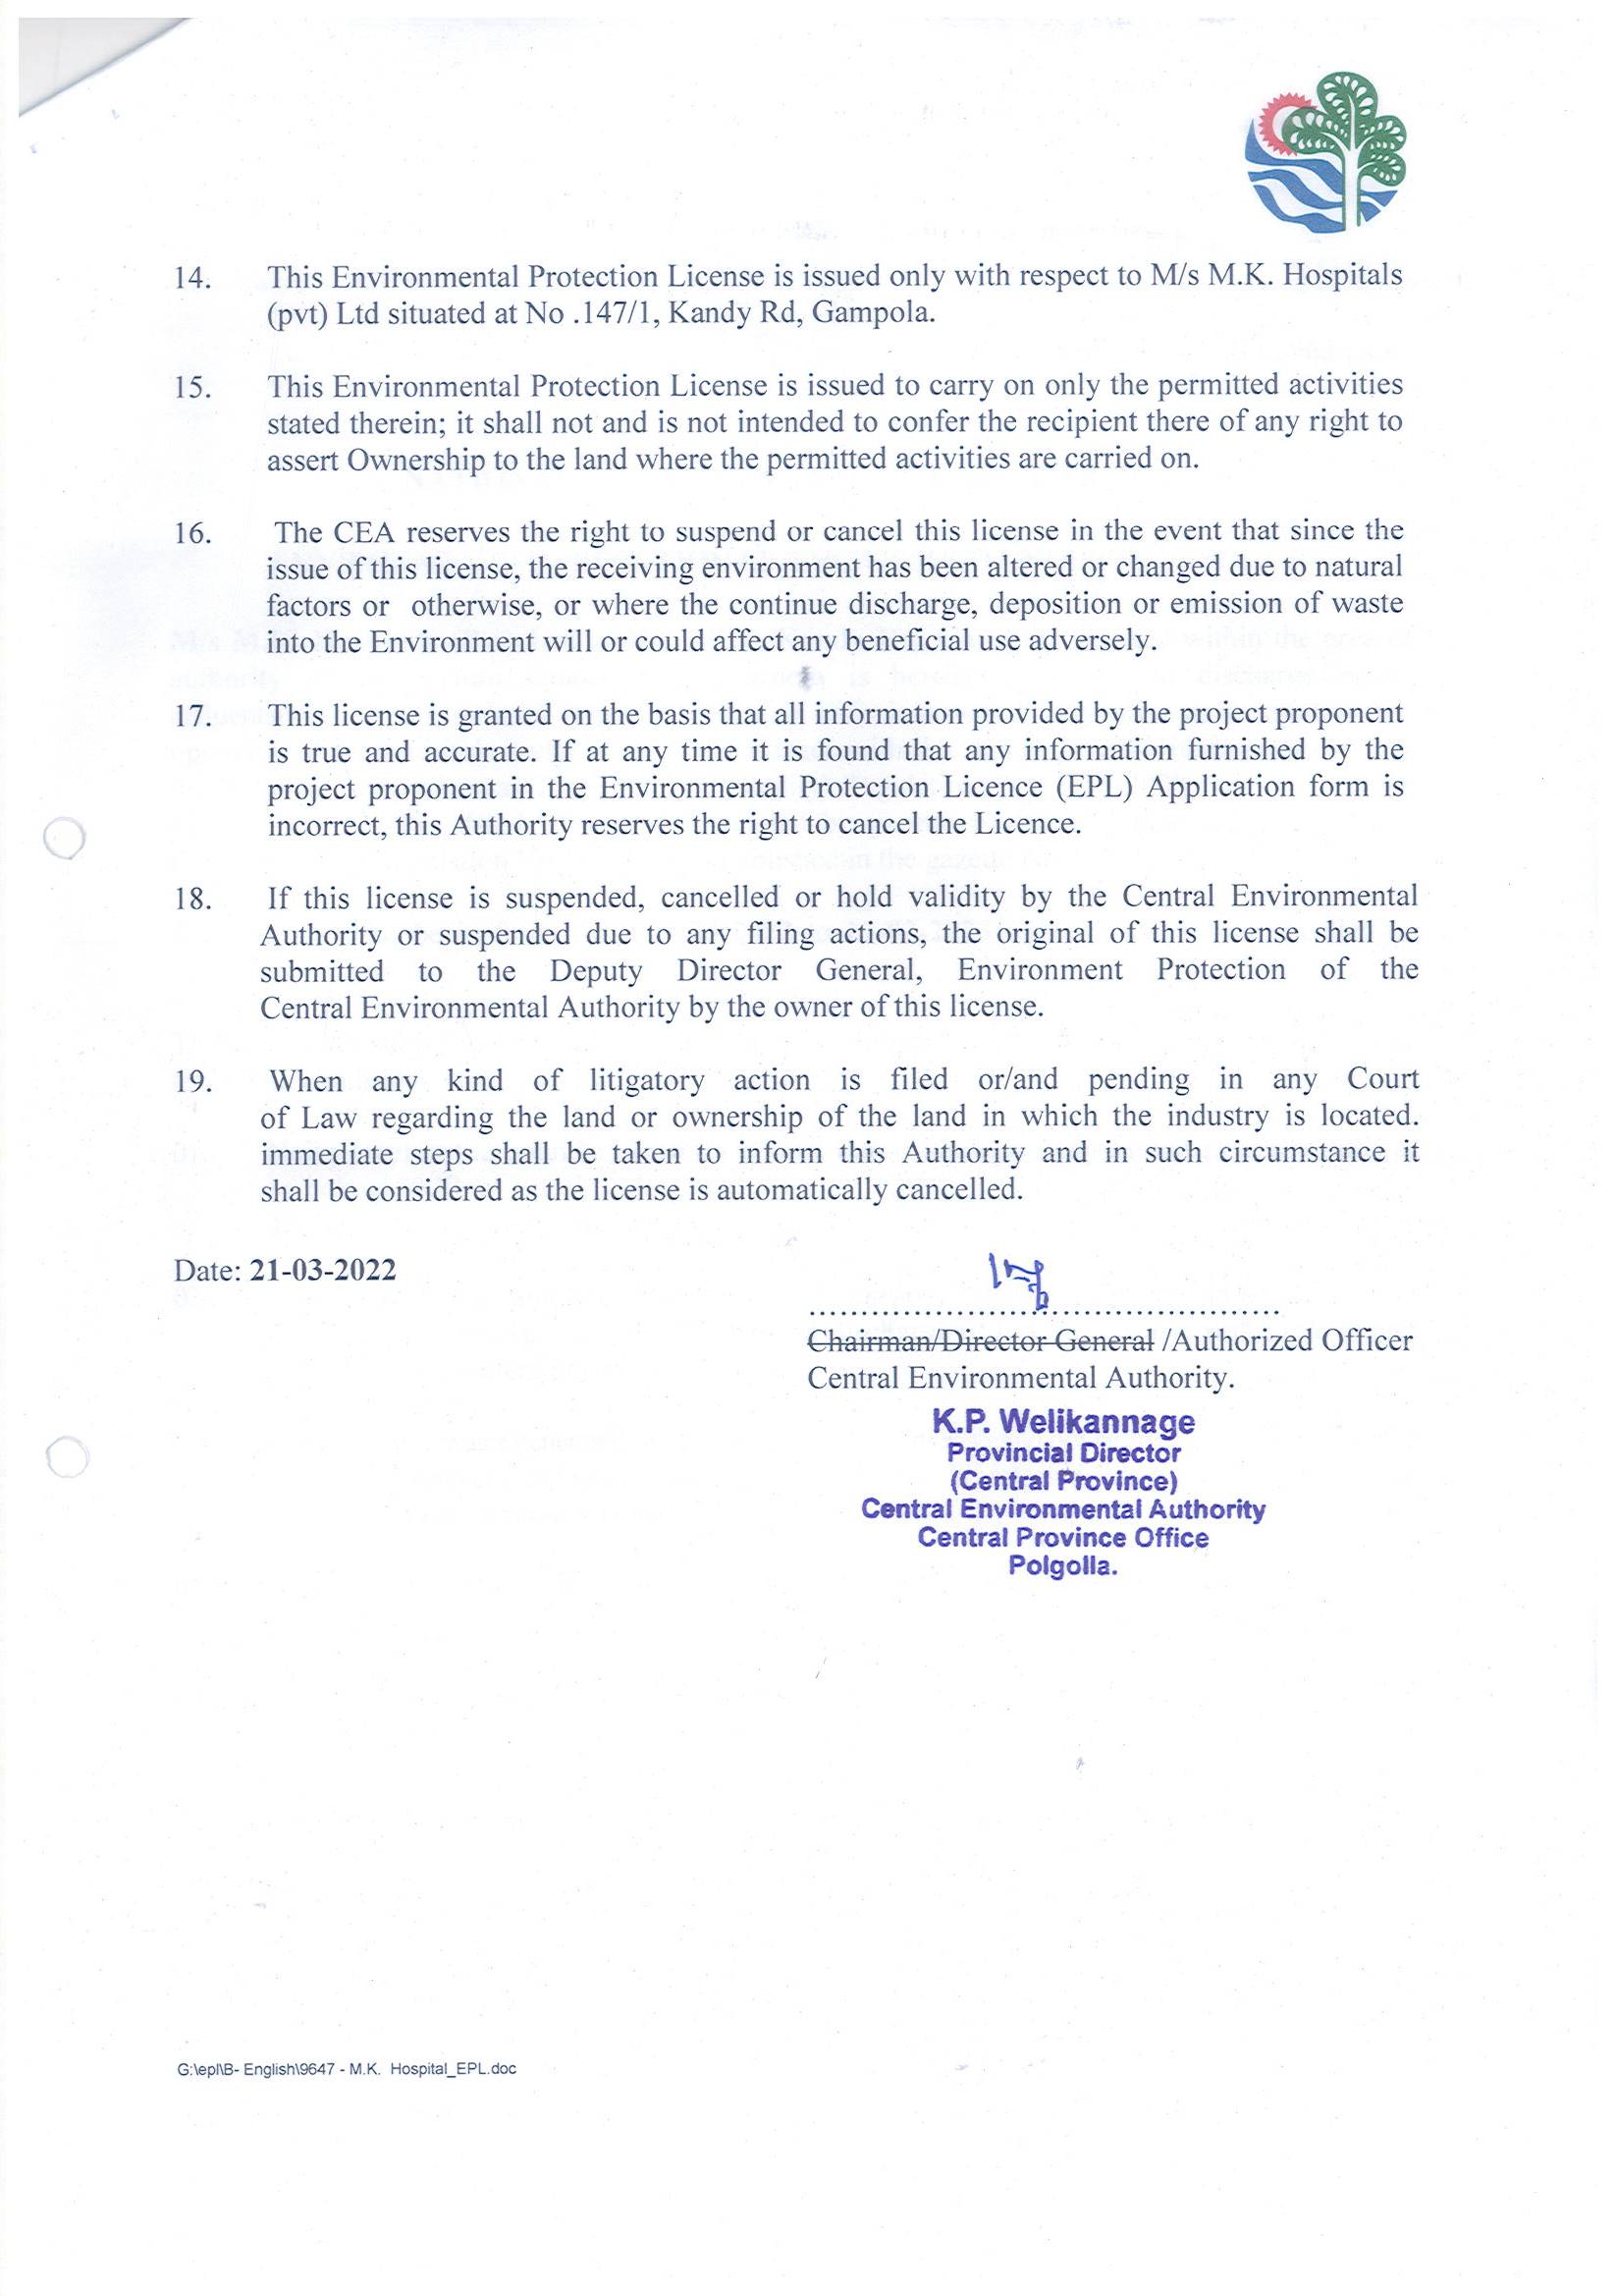 14. This Environmental Protection License is issued only with respect to M/s M.K. Hospitals
(pvt) Ltd situated at No .147/1, Kandy Rd, Gampola.
15. This Environmental Protection License is issued to carry on only the permitted activities
stated therein; it shall not and is not intended to confer the recipient there of any right to
assert Ownership to the land where the permitted activities are carried on.
16. The CEA reserves the right to suspend or cancel this license in the event that since the
issue of this license, the receiving environment has been altered or changed due to natural
factors or otherwise, or where the continue discharge, deposition or emission of waste
into the Environment will or could affect any beneficial use adversely.
17. This license is granted on the basis that all information provided by the project proponent
is true and accurate. If at any time it is found that any information furnished by the
project proponent in the Environmental Protection Licence (EPL) Application form is
incorrect, this Authority reserves the right to cancel the Licence.
18. If this license is suspended, cancelled or hold validity by the Central Environmental
Authority or suspended due to any filing actions, the original of this license shall be
submitted to the Deputy Director General, Environment Protection of the
Central Environmental Authority by the owner of this license.
19. When any kind of litigatory action is filed or/and pending in any Court
of Law regarding the land or ownership of the land in which the industry is located.
immediate steps shall be taken to inform this Authority and in such circumstance it
shall be considered as the license is automatically cancelled.
Date: 21-03-2022
Chairman/Director General /Authorized Officer
Central Environmental Authority.
K.P. Welikannage
Provincial Director
(Central Province)
Central Environmental Authority
Central Province Office
Polgolla.
G:\epl\B- English\9647 - M.K. Hospital_EPL.doc